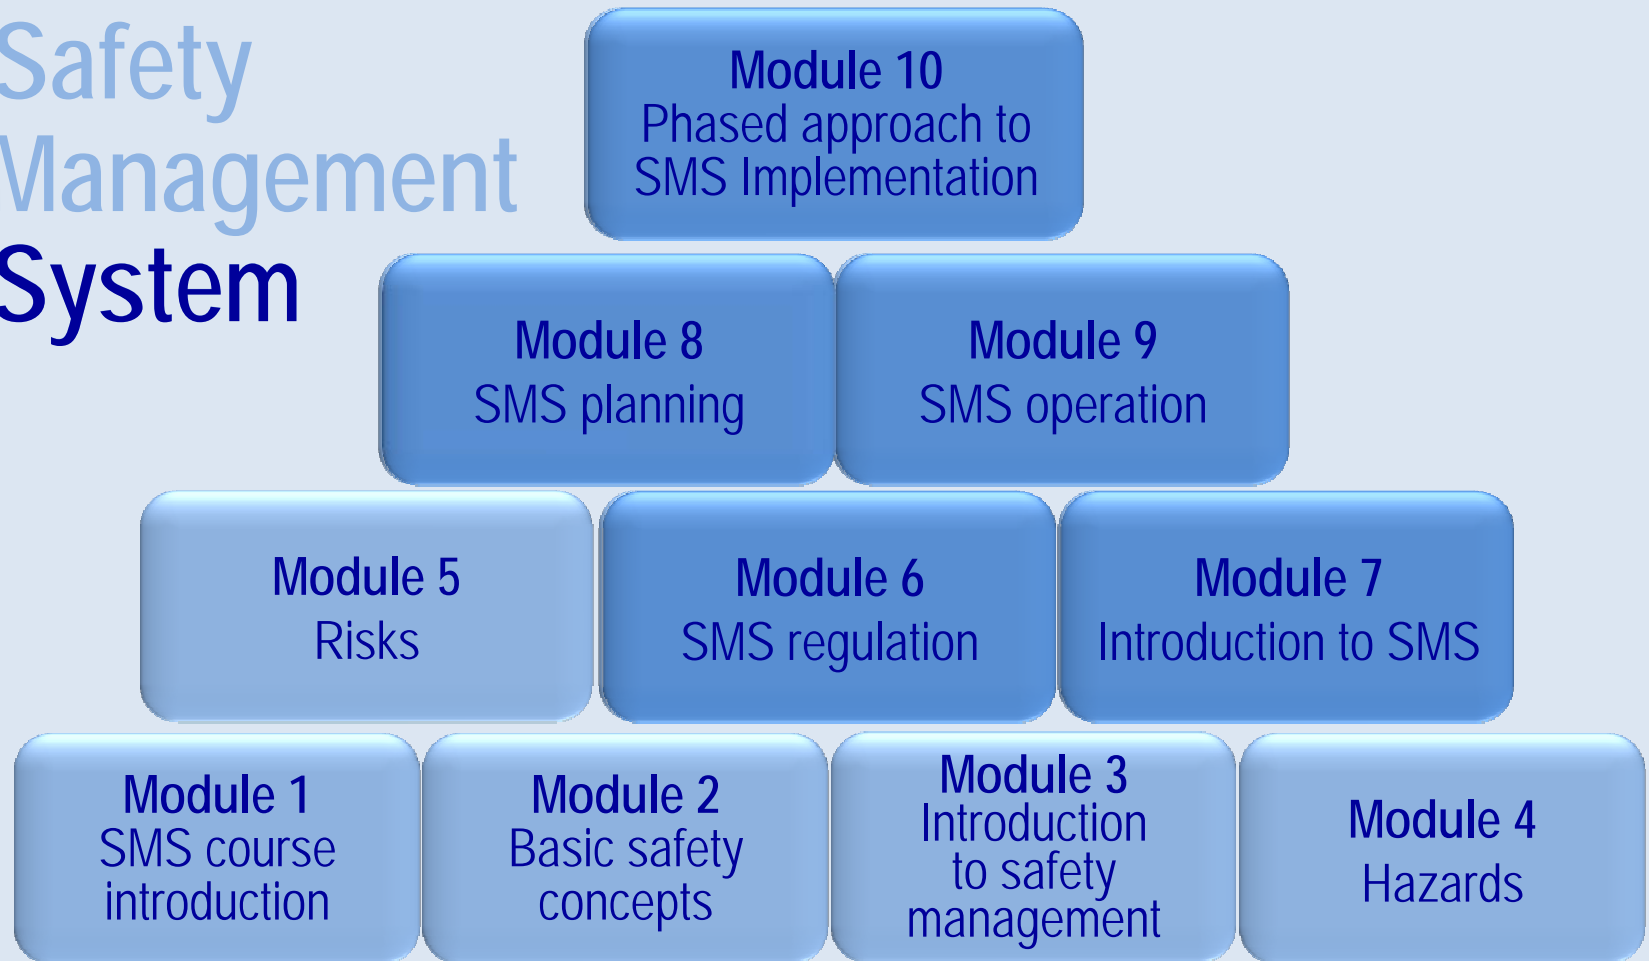 Safety
Management
System
Module 10
Phased approach to
SMS Implementation
Module 8
SMS planning
Module 9
SMS operation
Module 5
Risks
Module 6
SMS regulation
Module 7
Introduction to SMS
Module 1
SMS course
introduction
Module 2
Basic safety
concepts
Module 3
Introduction
to safety
management
Module 4
Hazards